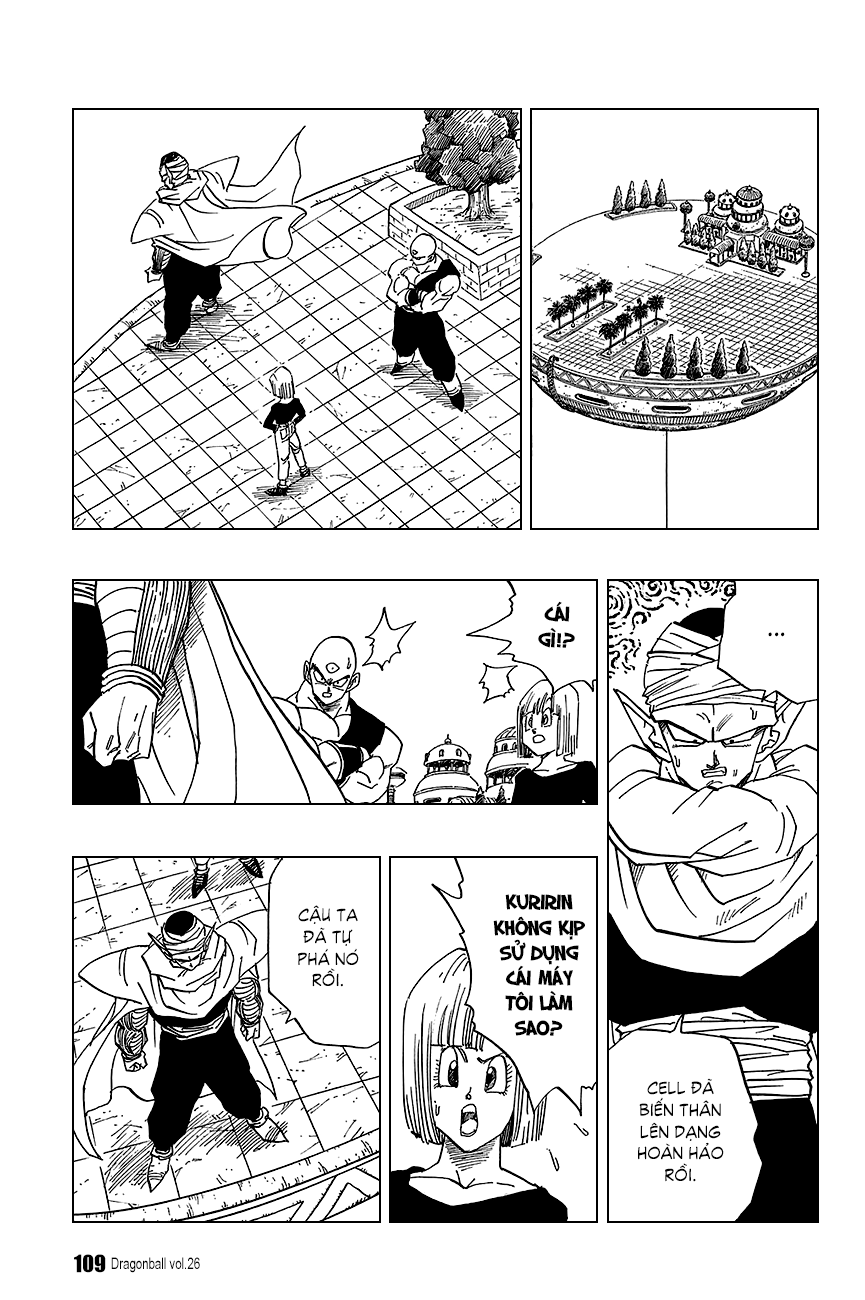 ...
CELL ĐÃ
BIẾN THÂN
LÊN DẠNG
HOÀN HẢO
RỒI.
CÁI
GÌ!?
KURIRIN
KHÔNG KỊP
SỬ DỤNG
CÁI MÁY
TÔI LÀM
SAO?
CẬU TA
ĐÃ TỰ
PHÁ NÓ
RỒI.
109 Dragonball vol.26